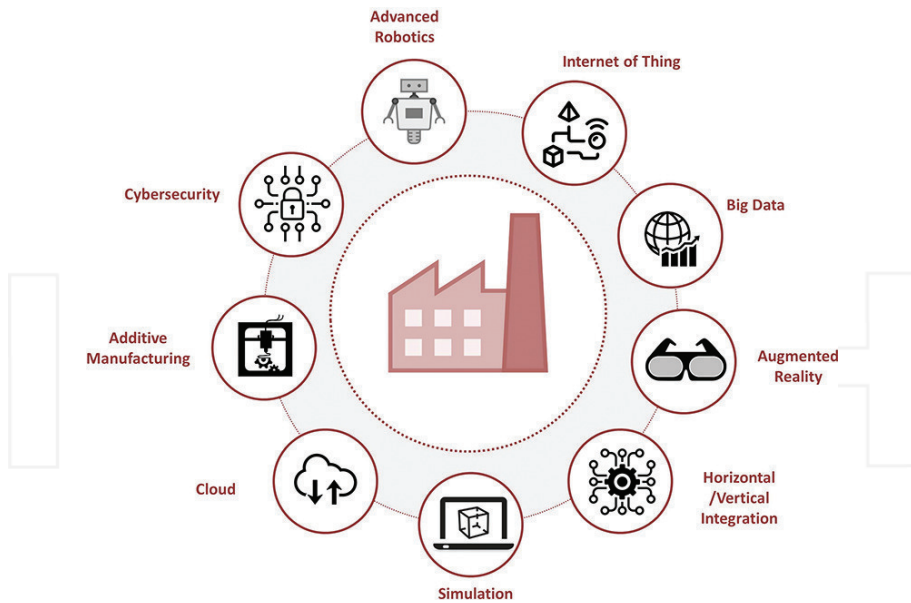 Advanced
Robotics
Internet of Thing
Big Data
Augmented
Reality
Horizontal
/Vertical
Integration
Simulation
Cloud
Additive
Manufacturing
Cybersecurity